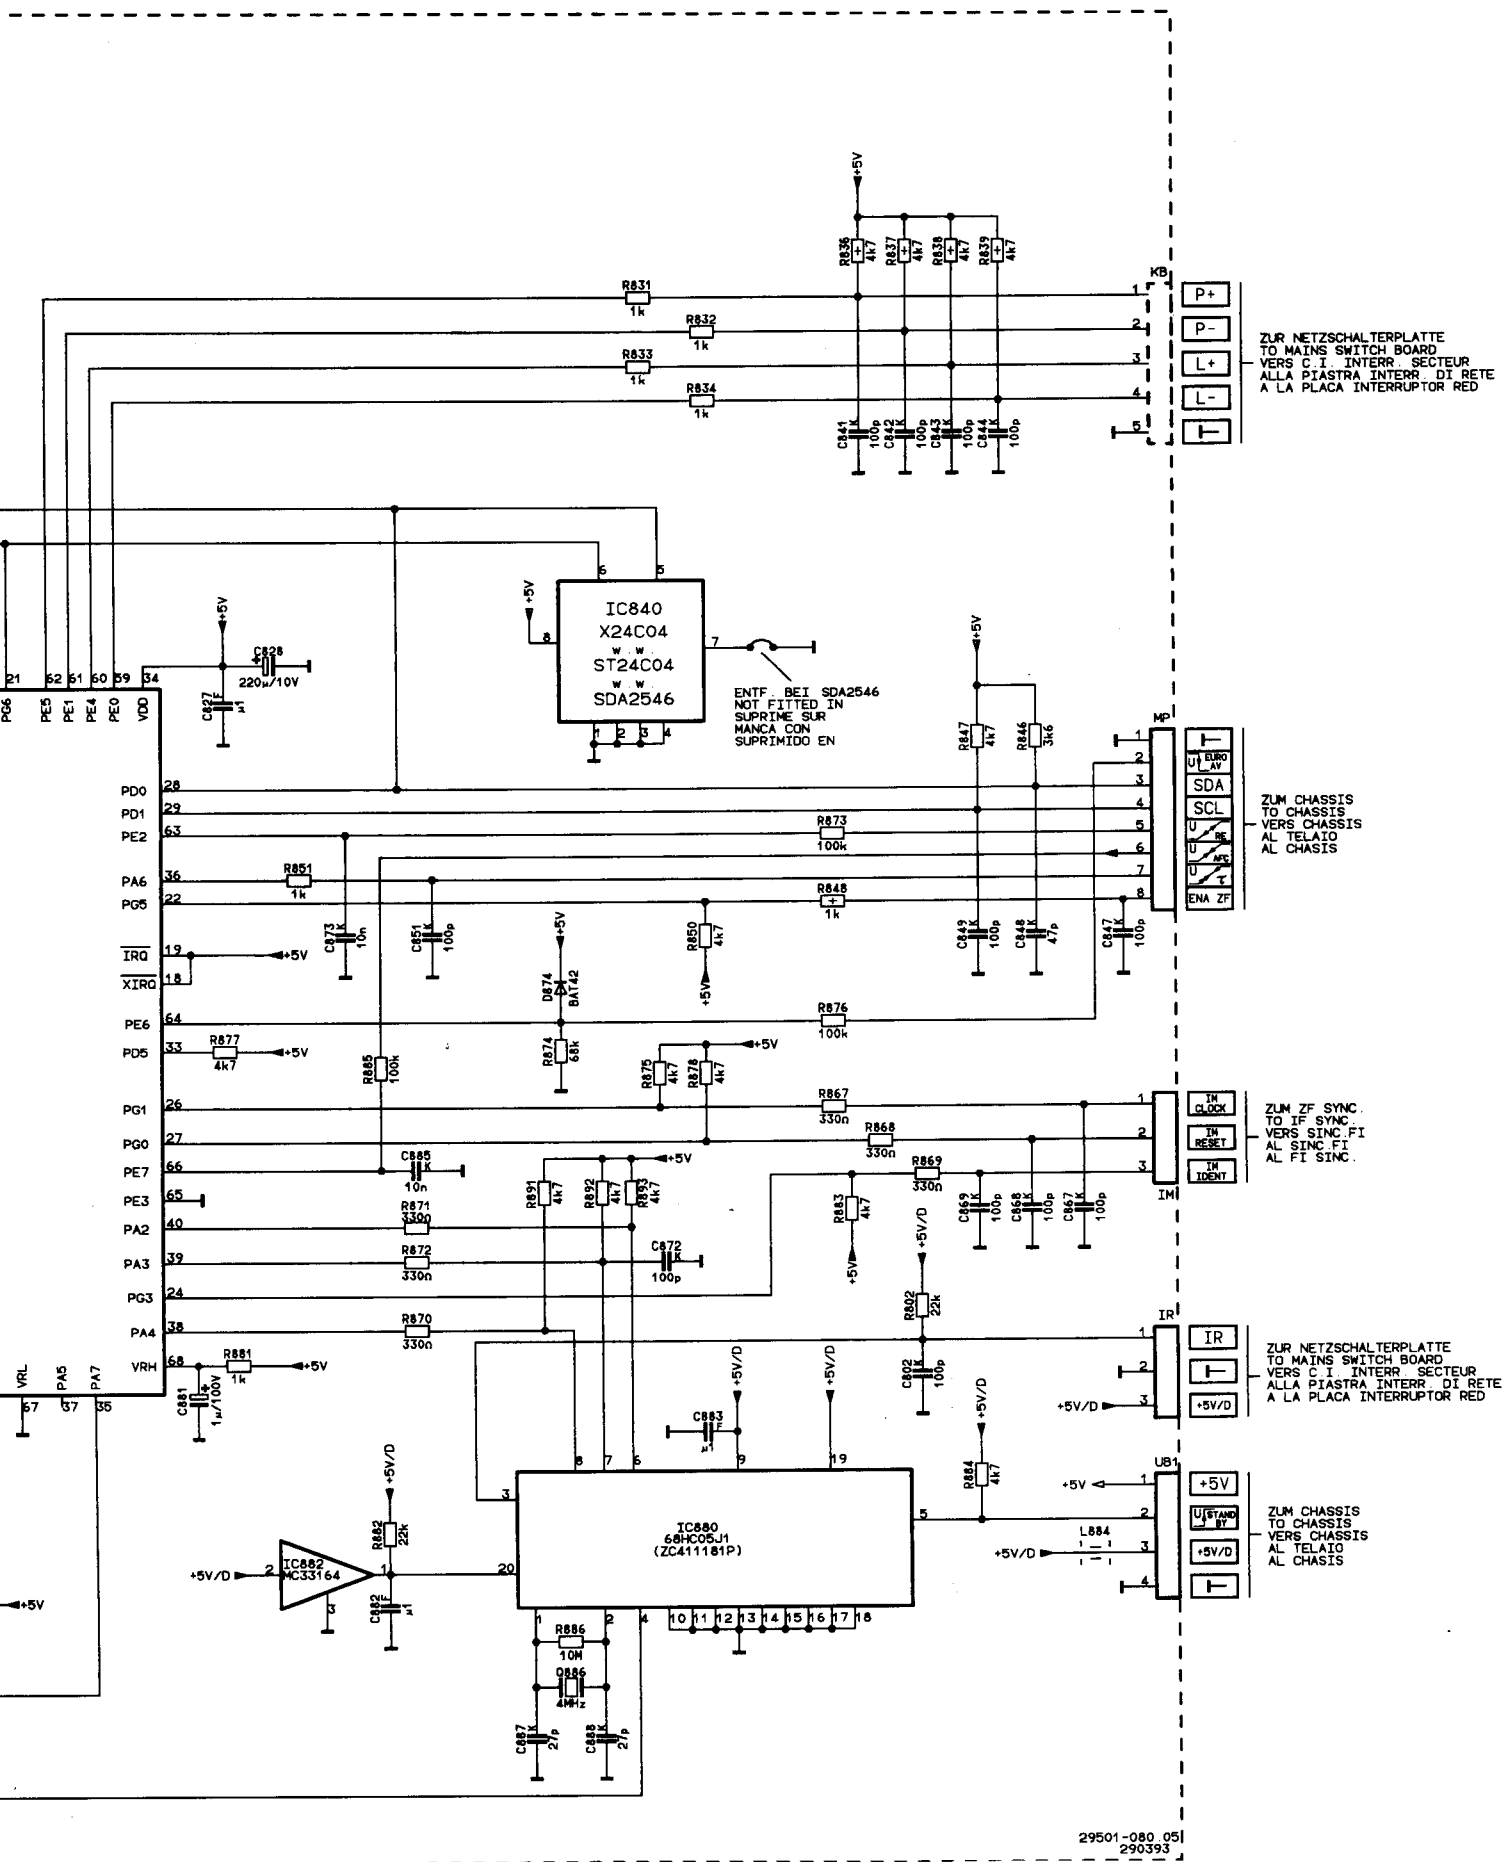 +5V
R836 4k7
R837 4k7
R838 4k7
R839 4k7
KB
R831 1k
1 P+
R832 1k
2 P-
R833 1k
3 L+
R834 1k
4 L-
5
ZUR NETZSCHALTERPLATTE
TO MAINS SWITCH BOARD
VERS C.I. INTERR. SECTEUR
ALLA PIASTRA INTERR. DI RETE
A LA PLACA INTERRUPTOR RED
C841 K 100p
C842 K 100p
C843 K 100p
C844 K 100p
6 5
+5V
8
IC840
X24C04
w. w.
ST24C04
w. w.
SDA2546
7
1 2 3 4
ENTF. BEI SDA2546
NOT FITTED IN
SUPRIME SUR
MANCA CON
SUPRIMIDO EN
+5V
C828
220µ/10V
C827 F µ1
21 62 61 60 59 34
PG6 PE5 PE1 PE4 PE0 VDD
+5V
R847 4k7
R846 3k6
MP
1
2 U EURO AV
3 SDA
4 SCL
5 U RE
6 U AFC
7 U τ
8 ENA ZF
ZUM CHASSIS
TO CHASSIS
VERS CHASSIS
AL TELAIO
AL CHASIS
PD0 28
PD1 29
PE2 63
R873 100k
PA6 36
R851 1k
PG5 22
R848 1k
C873 K 10n
C851 K 100p
R850 4k7
+5V
C849 K 100p
C848 K 47p
C847 K 100p
IRQ 19
+5V
XIRQ 18
+5V
D874 BAT42
PE6 64
R876 100k
R874 68k
PD5 33
R877 4k7
+5V
R885 100k
R875 4k7
R878 4k7
+5V
PG1 26
R867 330n
PG0 27
R868 330n
1 IM CLOCK
2 IM RESET
3 IM IDENT
IM
ZUM ZF SYNC.
TO IF SYNC.
VERS SINC.FI
AL SINC.FI
AL FI SINC.
PE7 66
C885 K
10n
R869 330n
PE3 65
R891 4k7
R892 4k7
R893 4k7
+5V
R883 4k7
+5V
C869 K 100p
C868 K 100p
C867 K 100p
PA2 40
R871 330n
PA3 39
R872 330n
C872 K
100p
PG3 24
PA4 38
R870 330n
+5V/D
R802 22k
C802 K 100p
VRH 68
R881 1k
+5V
C881 1µ/100V
VRL PA5 PA7
67 37 35
IR
1 IR
2
3 +5V/D
+5V/D
ZUR NETZSCHALTERPLATTE
TO MAINS SWITCH BOARD
VERS C.I. INTERR. SECTEUR
ALLA PIASTRA INTERR. DI RETE
A LA PLACA INTERRUPTOR RED
+5V/D
+5V/D
C883 F µ1
+5V/D
R884 4k7
8 7 6 9 19
3
5
20
IC880
68HC05J1
(ZC411181P)
1 2 4 10 11 12 13 14 15 16 17 18
UB1
+5V
1 +5V
2 U STAND BY
L884
+5V/D
3 +5V/D
4
ZUM CHASSIS
TO CHASSIS
VERS CHASSIS
AL TELAIO
AL CHASIS
+5V/D
R882 22k
+5V/D
2 IC882 1
MC33164
3
C882 F µ1
+5V
R886
10M
Q886
4MHz
C887 K 27p
C888 K 27p
29501-080.05
290393